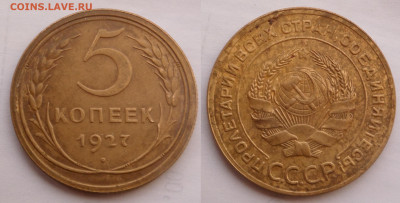 COINS.LAVE.RU
5
КОПЕЕК
1927
ПРОЛЕТАРИИ ВСЕХ СТРАН, СОЕДИНЯЙТЕСЬ!
СССР